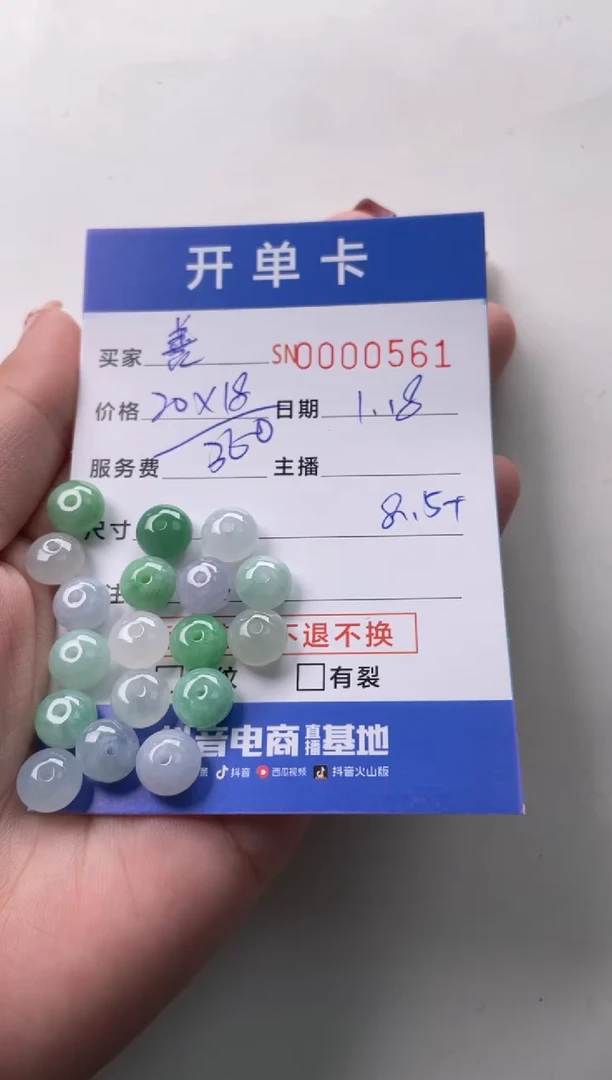 开单卡
买家 善 SN0000561
价格 20X18 日期 1.18
服务费 360 主播
尺寸 8.5+
不退不换
纹 有裂
音电商直播基地
抖音 西瓜视频 抖音火山版